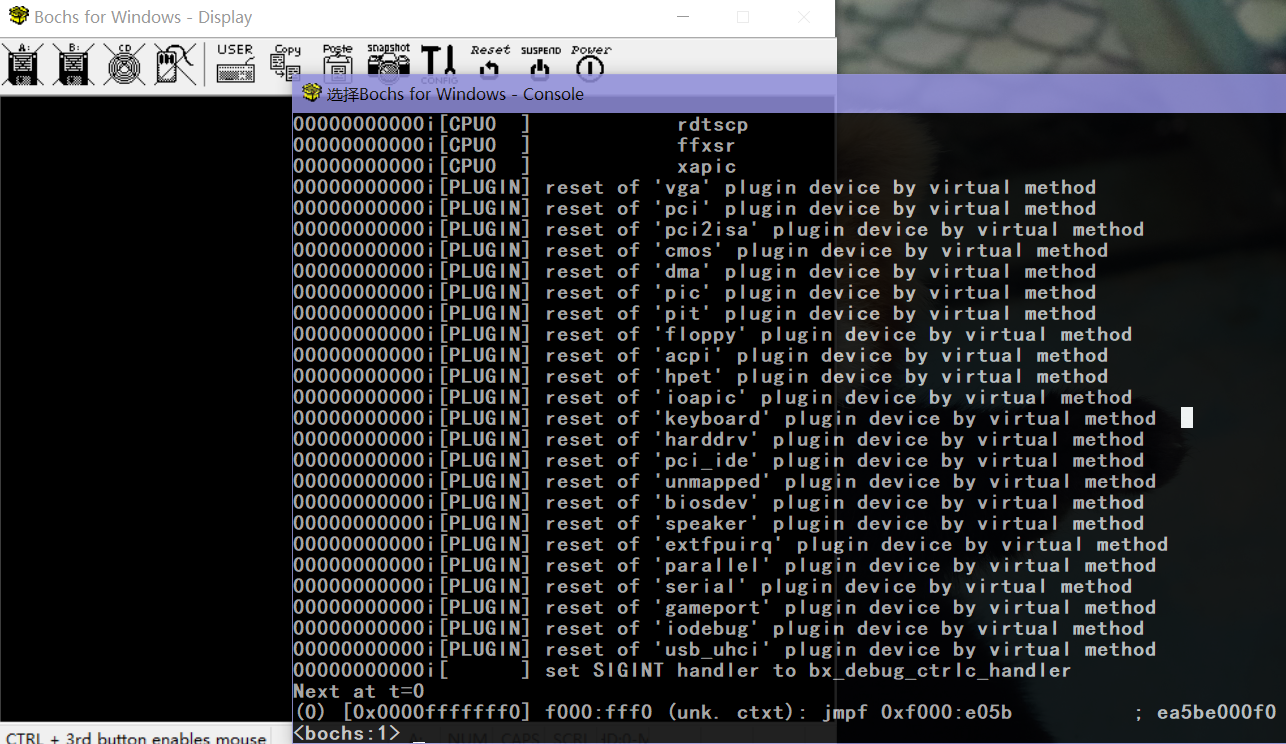 Bochs for Windows - Display
A:
B:
CD
USER
Copy
Paste
snapshot
CONFIG
Reset
SUSPEND
Power
选择Bochs for Windows - Console
00000000000i[CPU0  ]             rdtscp
00000000000i[CPU0  ]             ffxsr
00000000000i[CPU0  ]             xapic
00000000000i[PLUGIN] reset of 'vga' plugin device by virtual method
00000000000i[PLUGIN] reset of 'pci' plugin device by virtual method
00000000000i[PLUGIN] reset of 'pci2isa' plugin device by virtual method
00000000000i[PLUGIN] reset of 'cmos' plugin device by virtual method
00000000000i[PLUGIN] reset of 'dma' plugin device by virtual method
00000000000i[PLUGIN] reset of 'pic' plugin device by virtual method
00000000000i[PLUGIN] reset of 'pit' plugin device by virtual method
00000000000i[PLUGIN] reset of 'floppy' plugin device by virtual method
00000000000i[PLUGIN] reset of 'acpi' plugin device by virtual method
00000000000i[PLUGIN] reset of 'hpet' plugin device by virtual method
00000000000i[PLUGIN] reset of 'ioapic' plugin device by virtual method
00000000000i[PLUGIN] reset of 'keyboard' plugin device by virtual method
00000000000i[PLUGIN] reset of 'harddrv' plugin device by virtual method
00000000000i[PLUGIN] reset of 'pci_ide' plugin device by virtual method
00000000000i[PLUGIN] reset of 'unmapped' plugin device by virtual method
00000000000i[PLUGIN] reset of 'biosdev' plugin device by virtual method
00000000000i[PLUGIN] reset of 'speaker' plugin device by virtual method
00000000000i[PLUGIN] reset of 'extfpuirq' plugin device by virtual method
00000000000i[PLUGIN] reset of 'parallel' plugin device by virtual method
00000000000i[PLUGIN] reset of 'serial' plugin device by virtual method
00000000000i[PLUGIN] reset of 'gameport' plugin device by virtual method
00000000000i[PLUGIN] reset of 'iodebug' plugin device by virtual method
00000000000i[PLUGIN] reset of 'usb_uhci' plugin device by virtual method
00000000000i[      ] set SIGINT handler to bx_debug_ctrlc_handler
Next at t=0
(0) [0x0000fffffff0] f000:fff0 (unk. ctxt): jmpf 0xf000:e05b          ; ea5be000f0
<bochs:1>
CTRL + 3rd button enables mouse
A:
NUM
CAPS
SCRL